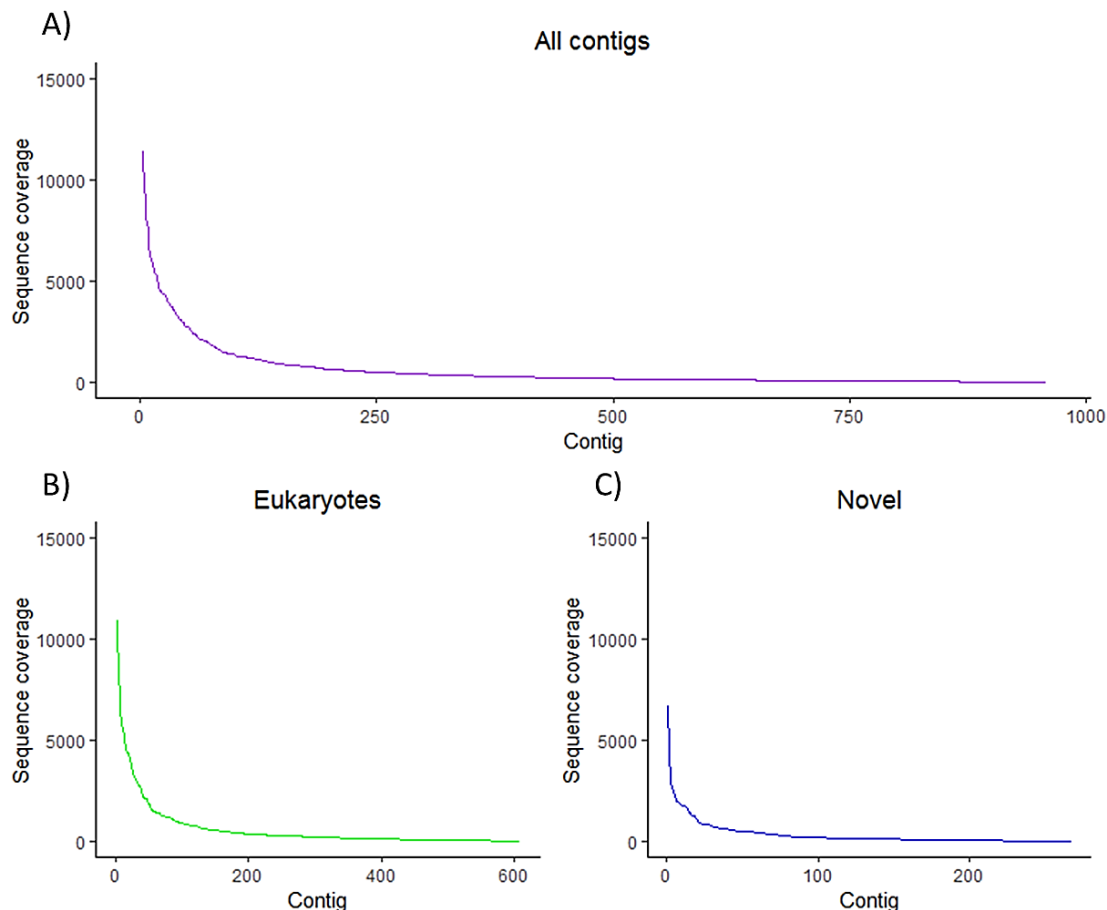 A)
All contigs
15000
10000
5000
0
Sequence coverage
0 250 500 750 1000
Contig
B)
Eukaryotes
15000
10000
5000
0
Sequence coverage
0 200 400 600
Contig
C)
Novel
15000
10000
5000
0
Sequence coverage
0 100 200
Contig